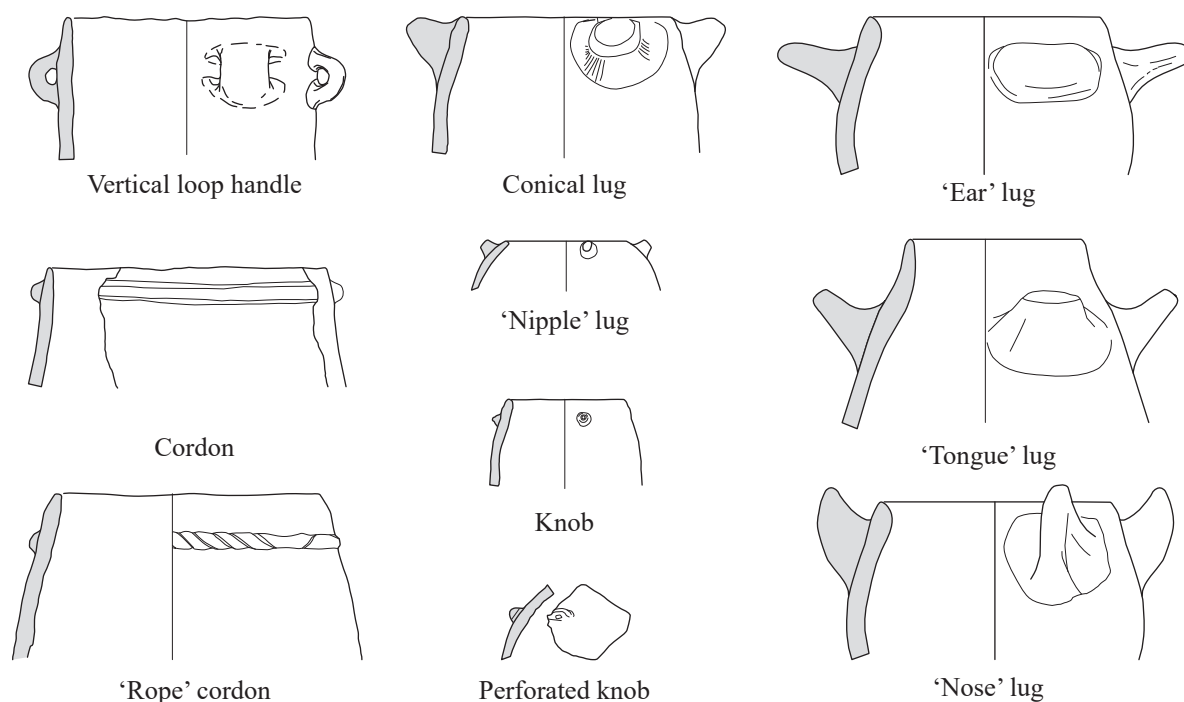 Vertical loop handle
Conical lug
‘Ear’ lug
‘Nipple’ lug
Cordon
‘Tongue’ lug
Knob
‘Rope’ cordon
Perforated knob
‘Nose’ lug